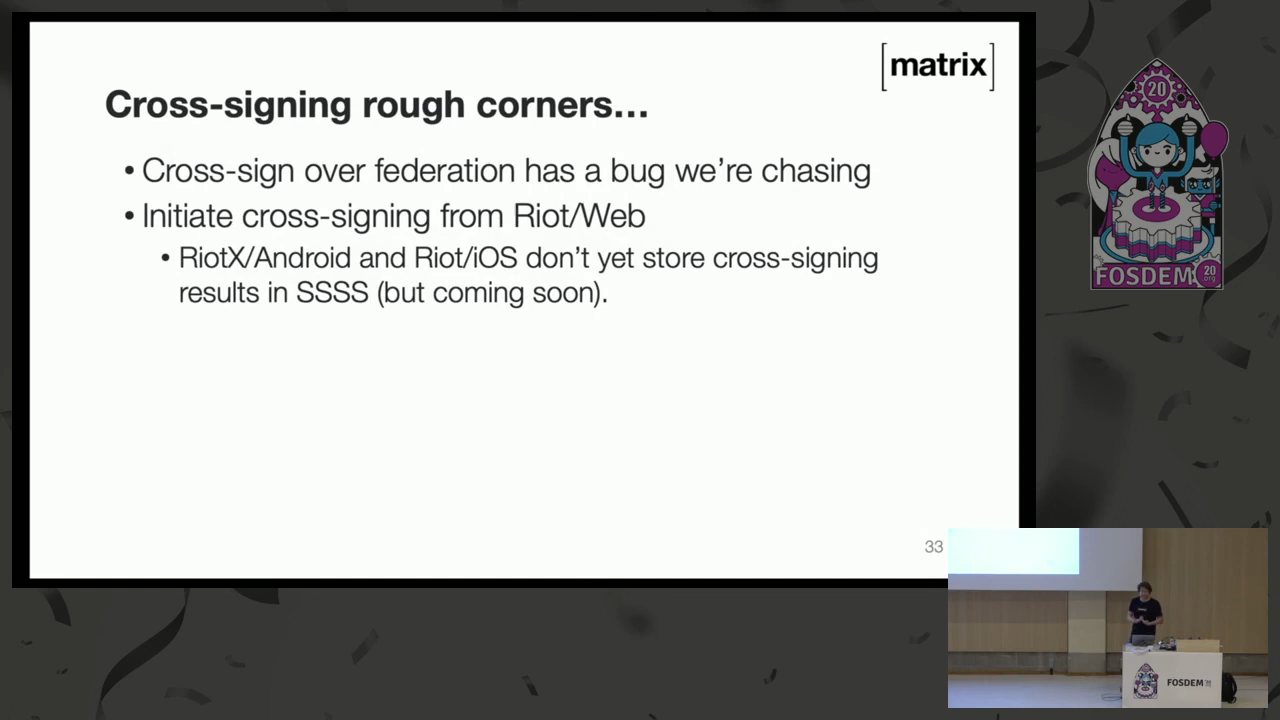 [matrix]
Cross-signing rough corners…
• Cross-sign over federation has a bug we’re chasing
• Initiate cross-signing from Riot/Web
• RiotX/Android and Riot/iOS don’t yet store cross-signing
results in SSSS (but coming soon).
33
20
FOSDEM
20
org
FOSDEM